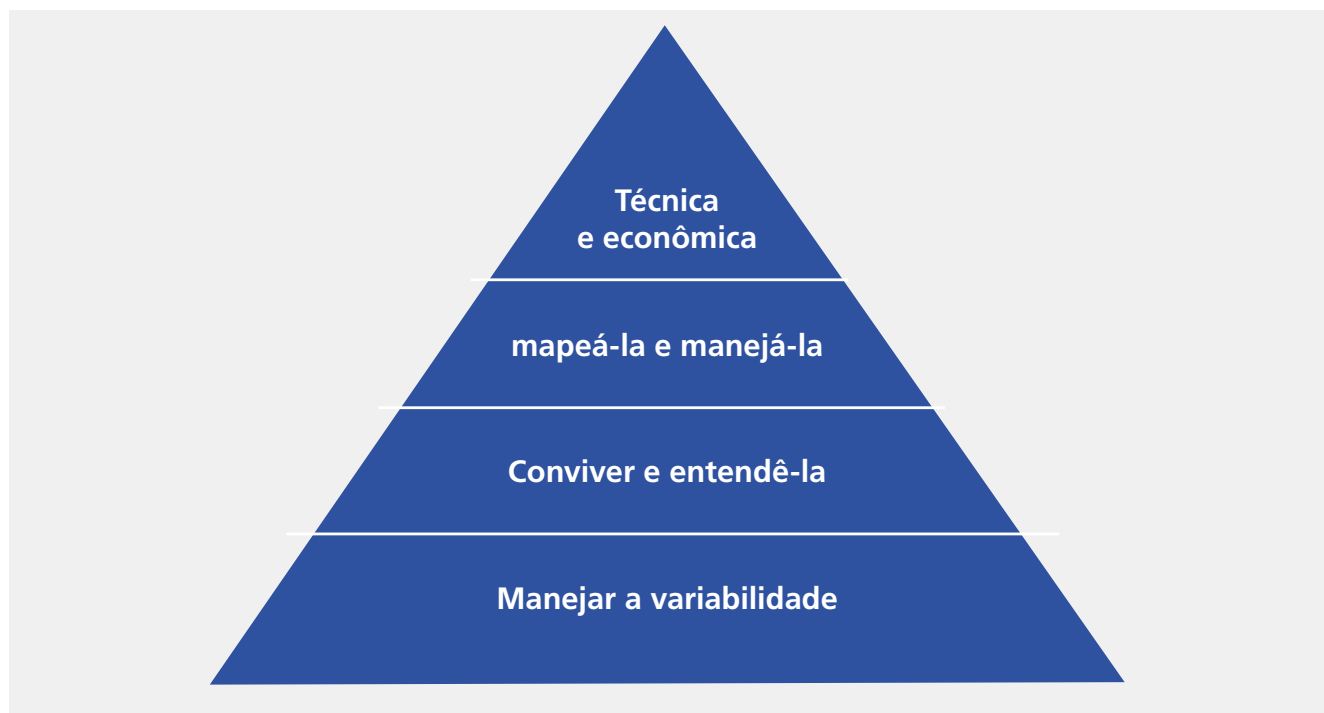 Técnica
e econômica
mapeá-la e manejá-la
Conviver e entendê-la
Manejar a variabilidade